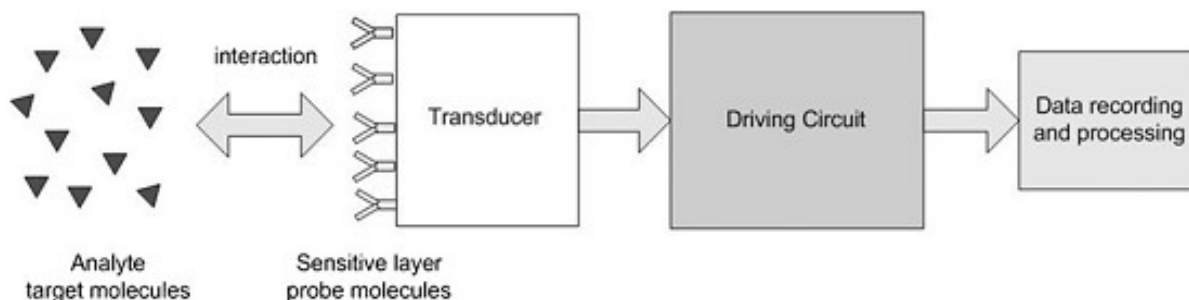 interaction
Transducer
Driving Circuit
Data recording
and processing
Analyte
target molecules
Sensitive layer
probe molecules